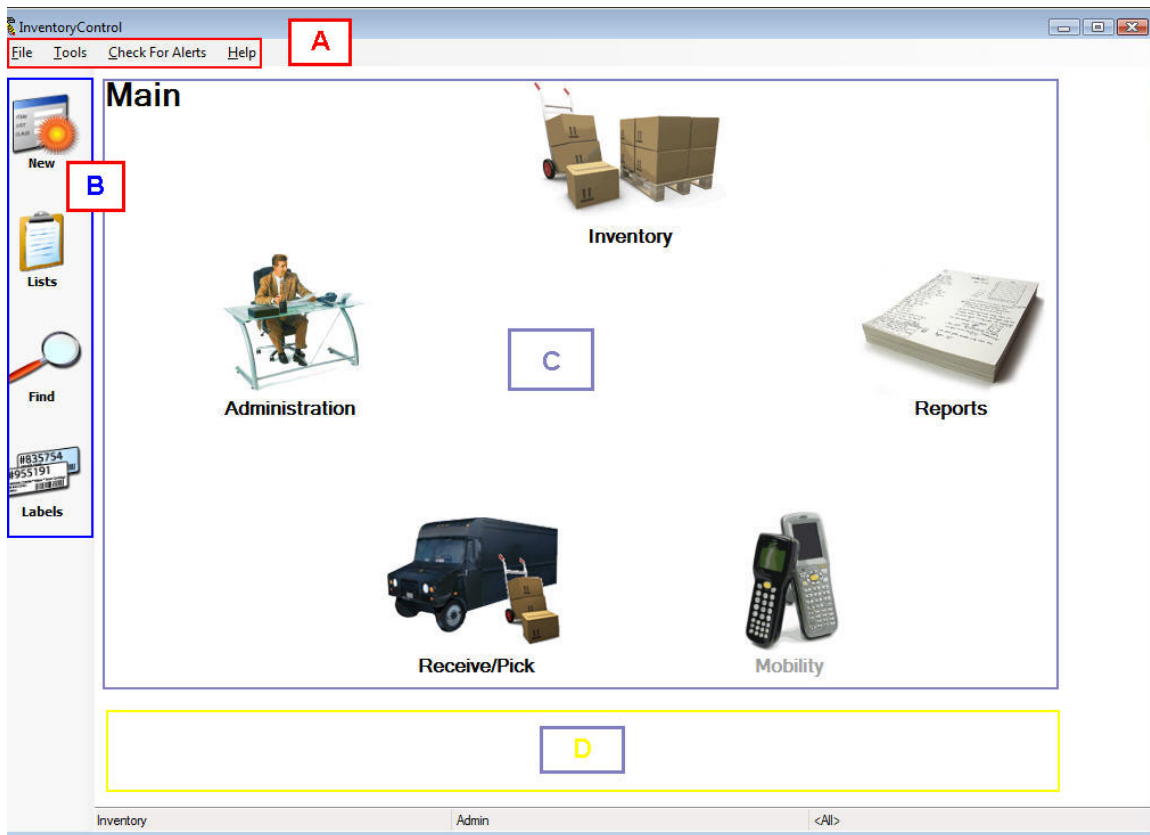 InventoryControl
File Tools Check For Alerts Help
A
Main
New
B
Inventory
Lists
C
Find
Administration
Reports
#835754
#955191
Labels
Receive/Pick
Mobility
D
Inventory Admin <All>